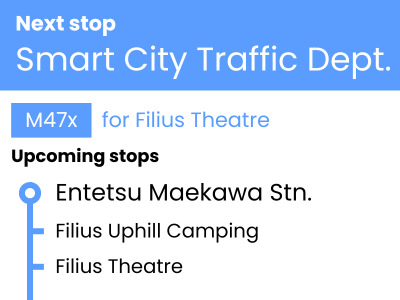 Next stop
Smart City Traffic Dept.
M47x for Filius Theatre
Upcoming stops
Entetsu Maekawa Stn.
Filius Uphill Camping
Filius Theatre